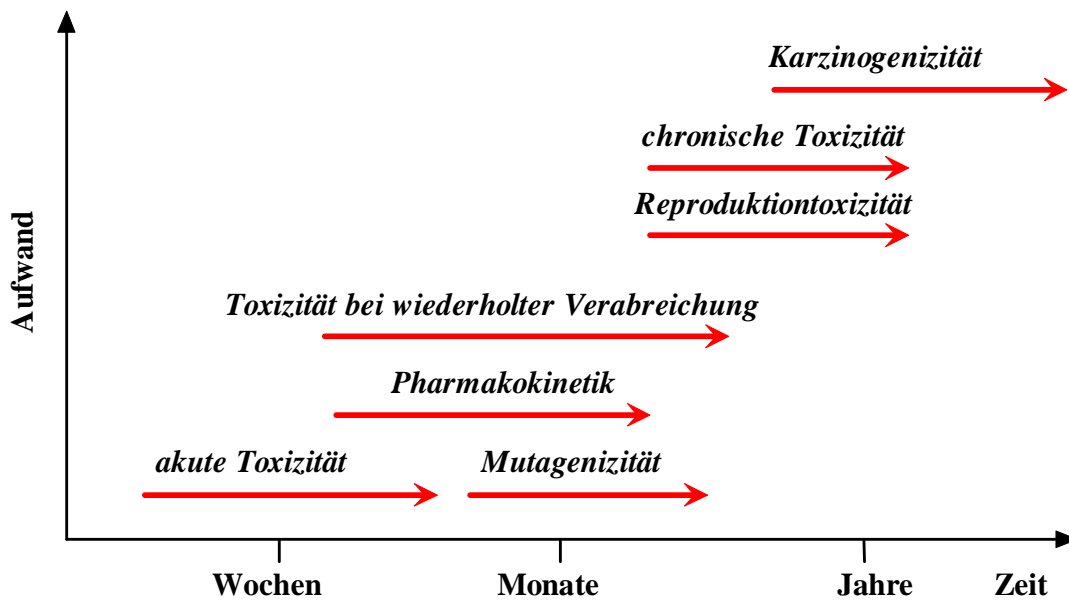 Karzinogenizität
chronische Toxizität
Reproduktiontoxizität
Aufwand
Toxizität bei wiederholter Verabreichung
Pharmakokinetik
akute Toxizität
Mutagenizität
Wochen
Monate
Jahre
Zeit